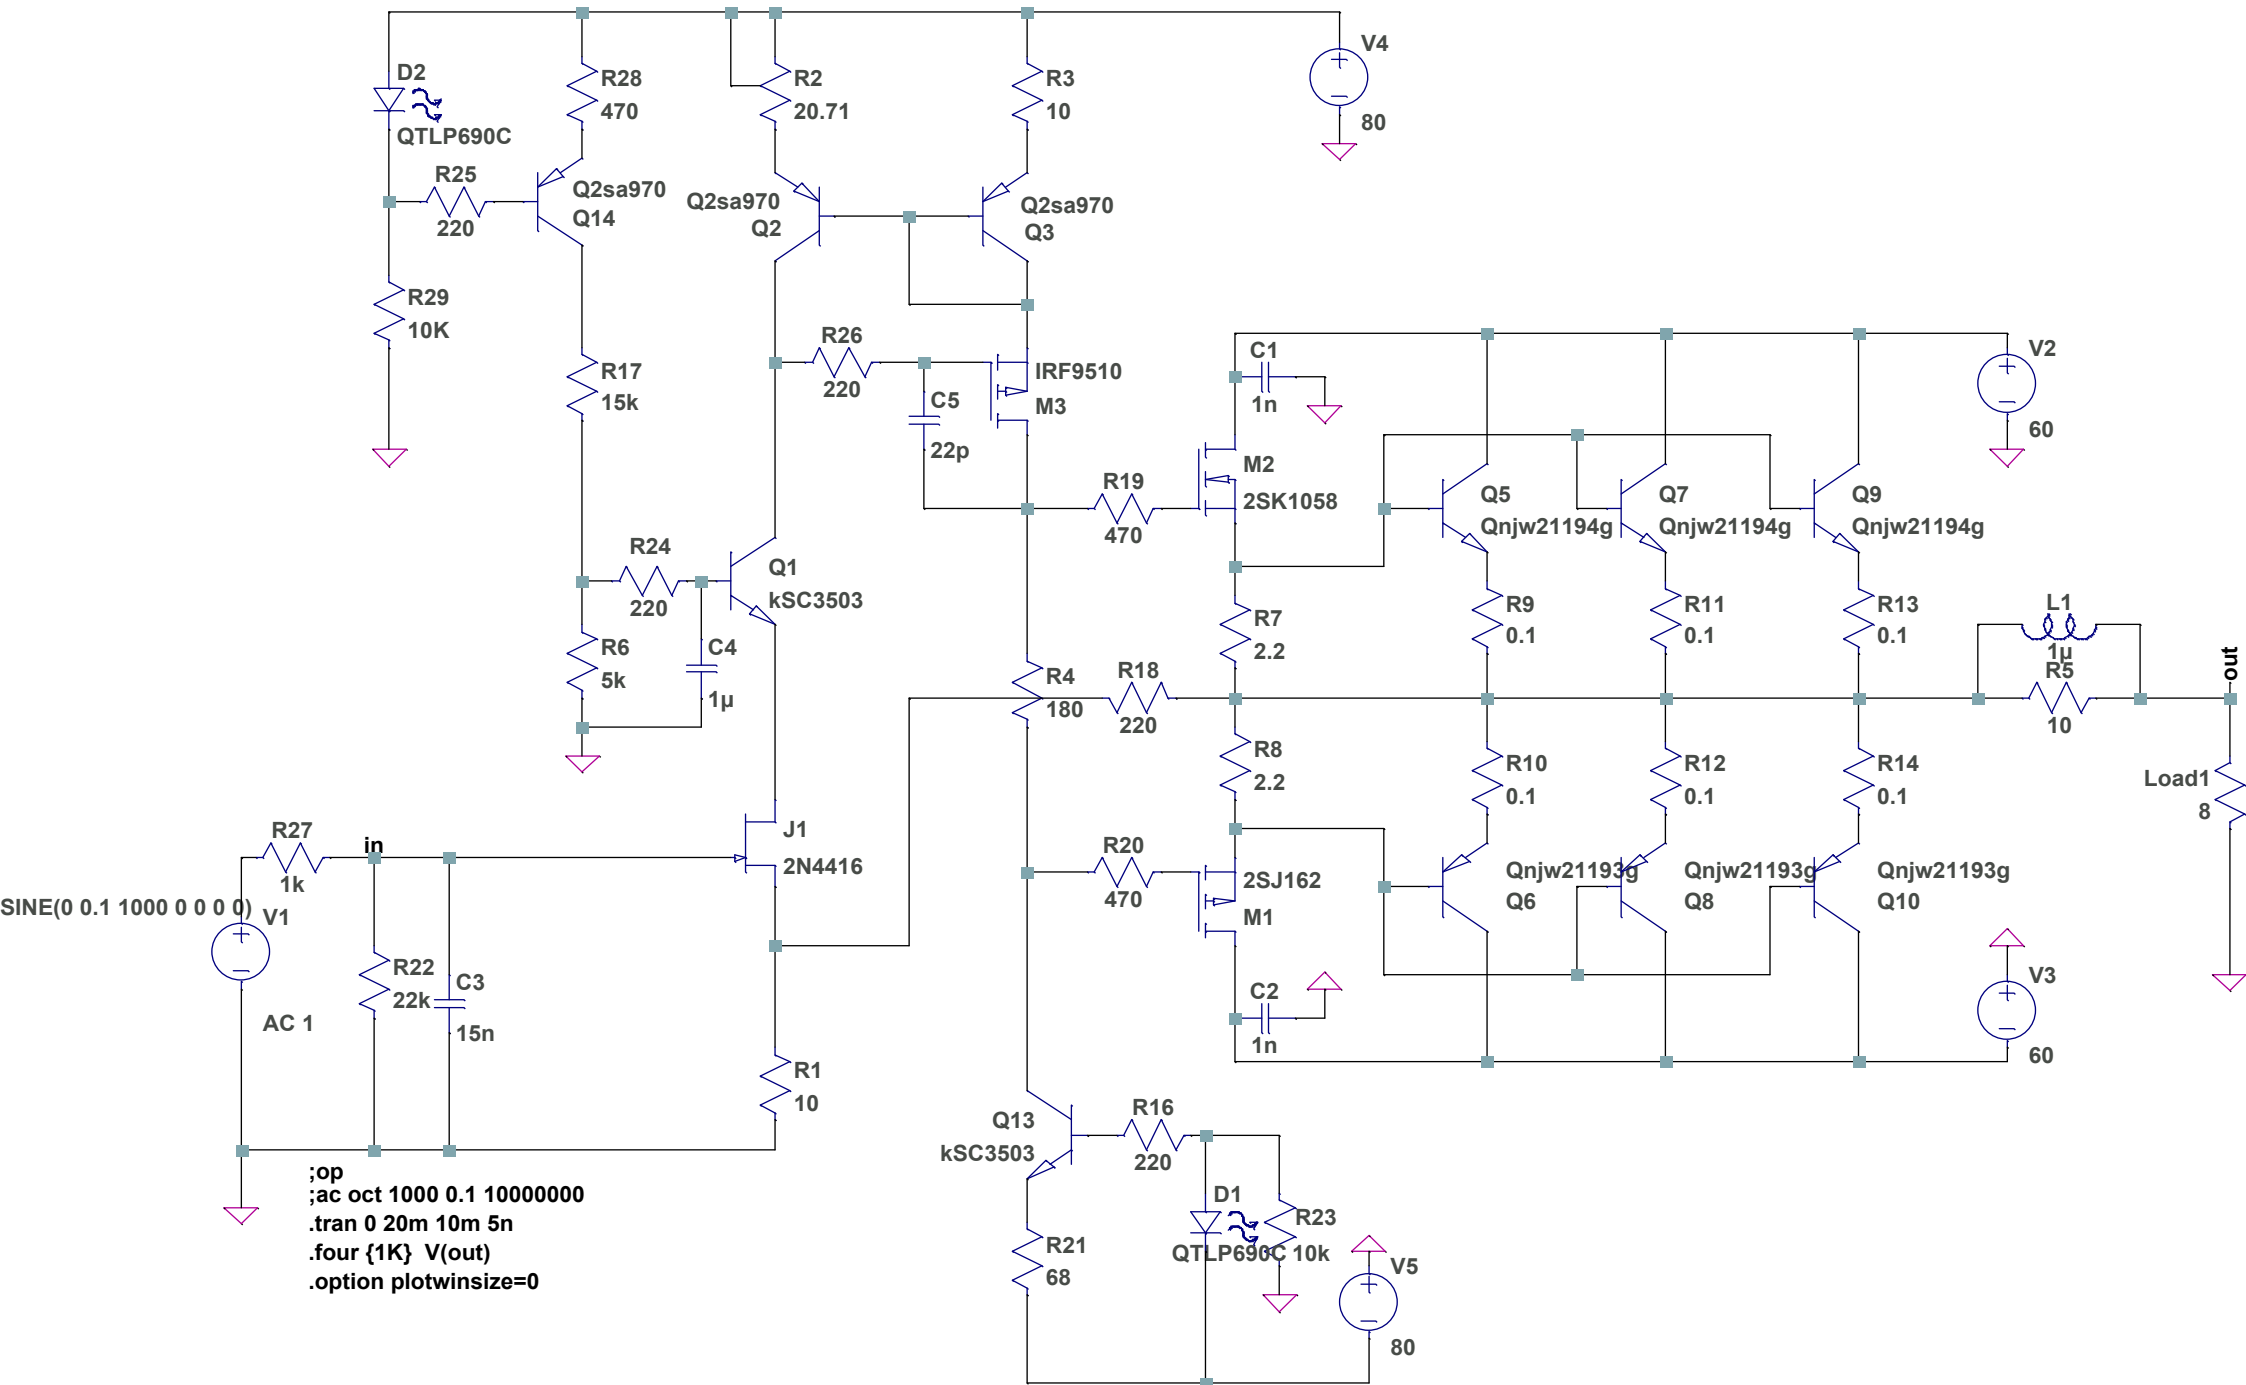 D2
QTLP690C
R28
470
R2
20.71
R3
10
V4
80
R25
220
Q2sa970
Q14
Q2sa970
Q2
Q2sa970
Q3
R29
10K
R17
15k
R26
220
C5
22p
IRF9510
M3
C1
1n
V2
60
R19
470
M2
2SK1058
Q5
Qnjw21194g
Q7
Qnjw21194g
Q9
Qnjw21194g
R24
220
Q1
kSC3503
R6
5k
C4
1µ
R7
2.2
R9
0.1
R11
0.1
R13
0.1
L1
1µ
R5
10
out
R4
180
R18
220
R8
2.2
R10
0.1
R12
0.1
R14
0.1
Load1
8
R27
1k
in
J1
2N4416
SINE(0 0.1 1000 0 0 0 0)
V1
AC 1
R22
22k
C3
15n
R20
470
2SJ162
M1
Qnjw21193g
Q6
Qnjw21193g
Q8
Qnjw21193g
Q10
C2
1n
V3
60
R1
10
Q13
kSC3503
R16
220
D1
QTLP690C
R23
10k
R21
68
V5
80
;op
;ac oct 1000 0.1 10000000
.tran 0 20m 10m 5n
.four {1K} V(out)
.option plotwinsize=0